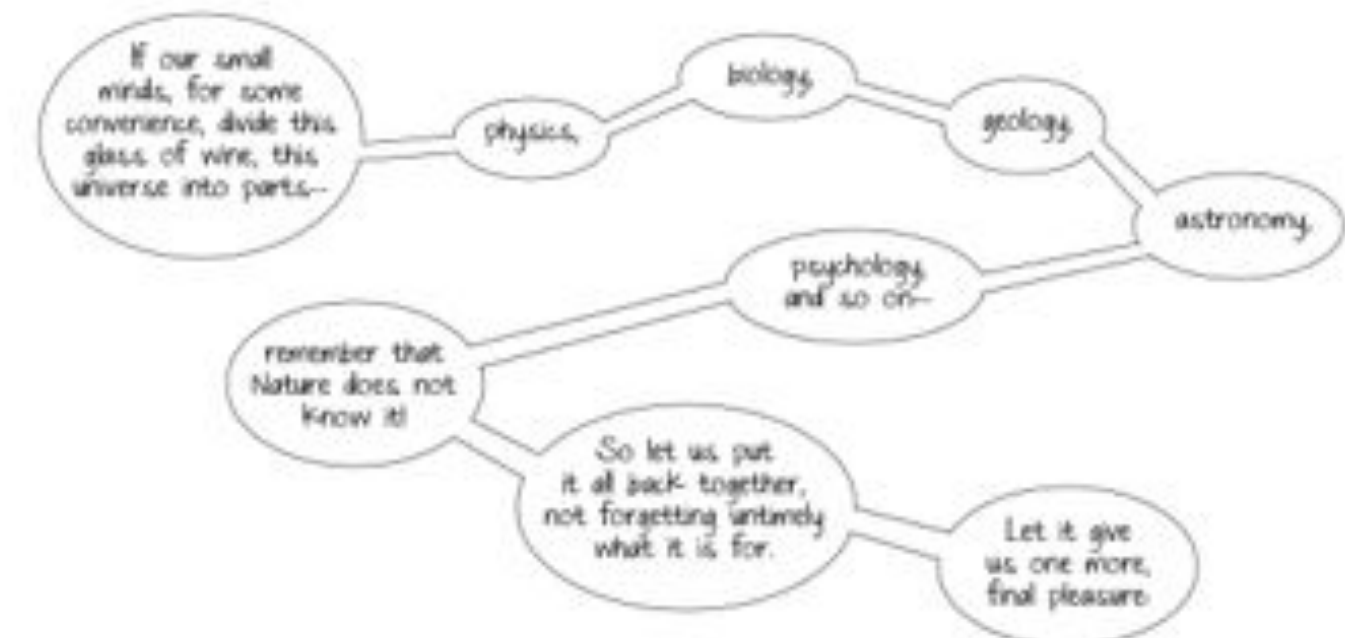 If our small
minds, for some
convenience, divide this
glass of wine, this
universe into parts--
physics,
biology,
geology,
astronomy,
psychology,
and so on--
remember that
Nature does not
know it!
So let us put
it all back together,
not forgetting untimely
what it is for.
Let it give
us one more,
final pleasure: